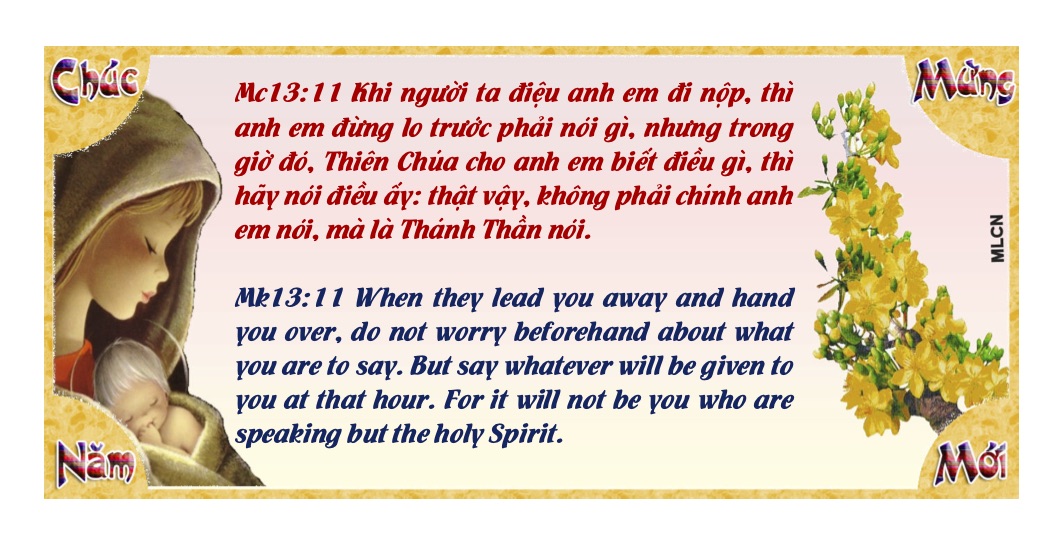 Chúc
Mừng
Mc13:11 Khi người ta điệu anh em đi nộp, thì
anh em đừng lo trước phải nói gì, nhưng trong
giờ đó, Thiên Chúa cho anh em biết điều gì, thì
hãy nói điều ấy: thật vậy, không phải chính anh
em nói, mà là Thánh Thần nói.
Mk13:11 When they lead you away and hand
you over, do not worry beforehand about what
you are to say. But say whatever will be given to
you at that hour. For it will not be you who are
speaking but the holy Spirit.
MLCN
Năm
Mới